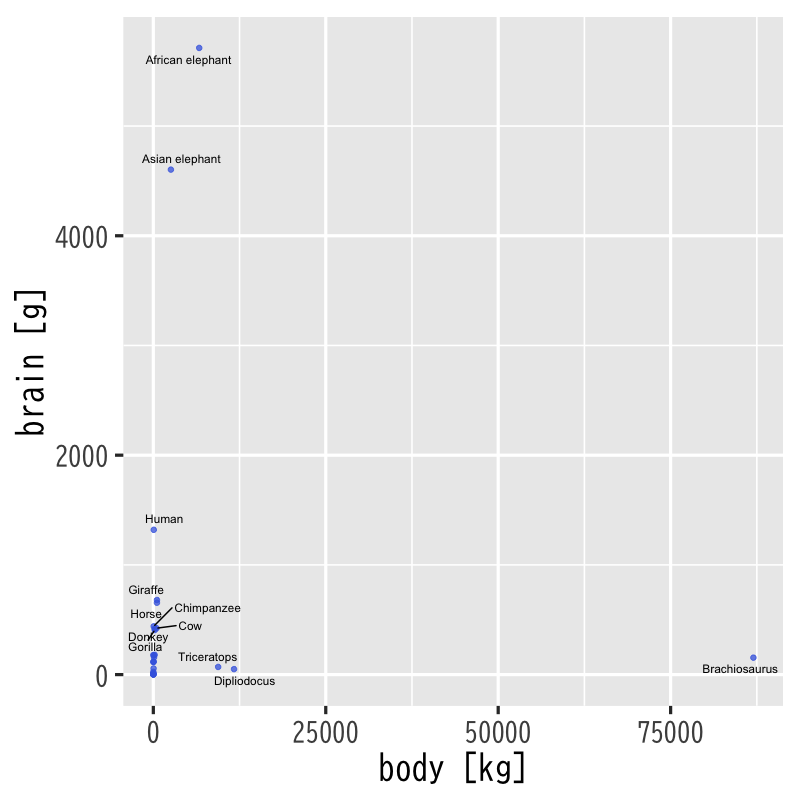 African elephant
Asian elephant
4000
brain [g]
2000
Human
Giraffe
Chimpanzee
Horse
Cow
Donkey
Gorilla
Triceratops
Brachiosaurus
0
Dipliodocus
0 25000 50000 75000
body [kg]